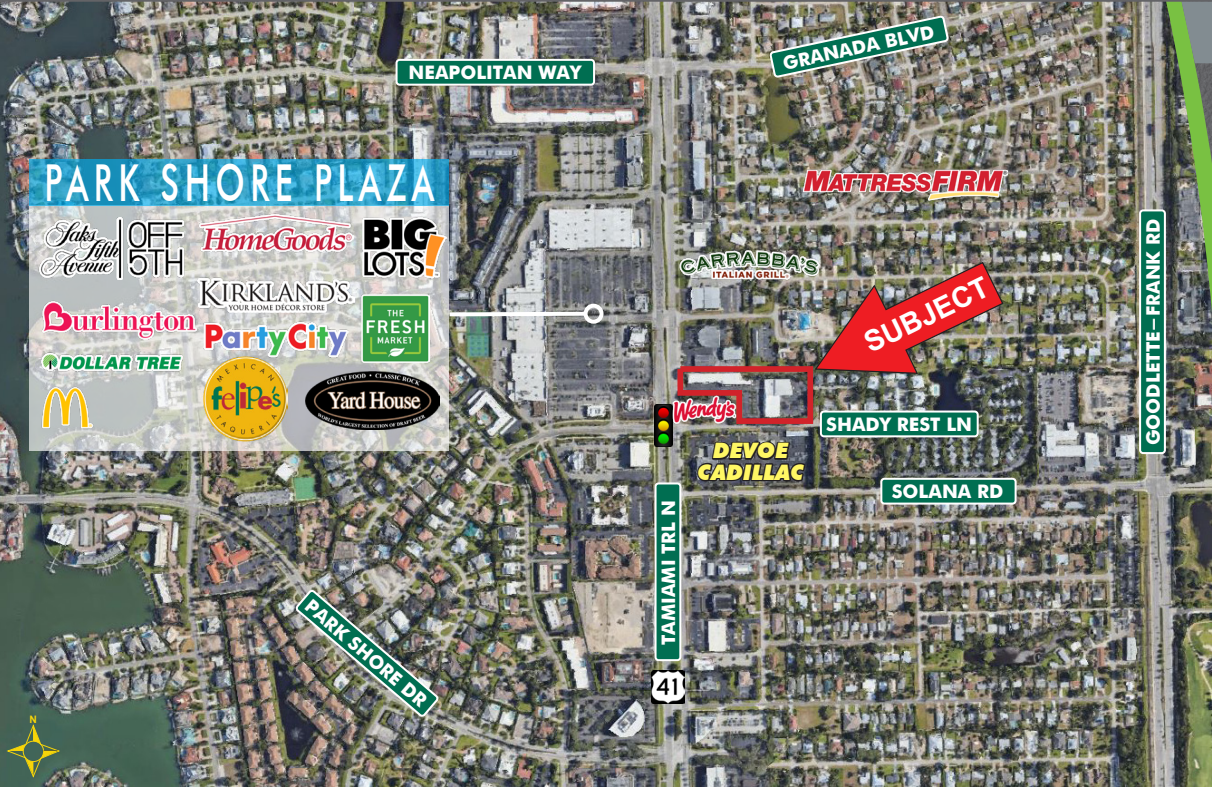 GRANADA BLVD
NEAPOLITAN WAY
PARK SHORE PLAZA
Saks
fifth
Avenue
OFF
5TH
HomeGoods
BIG
LOTS!
KIRKLAND'S
YOUR HOME DÉCOR STORE
Burlington
PartyCity
THE
FRESH
MARKET
DOLLAR TREE
MEXICAN
felipe's
TAQUERIA
GREAT FOOD • CLASSIC ROCK
Yard House
WORLD'S LARGEST SELECTION OF DRAFT BEER
M
MATTRESSFIRM
CARRABBA'S
ITALIAN GRILL
SUBJECT
GOODLETTE-FRANK RD
Wendy's
SHADY REST LN
DEVOE
CADILLAC
SOLANA RD
TAMIAMI TRL N
41
PARK SHORE DR
N